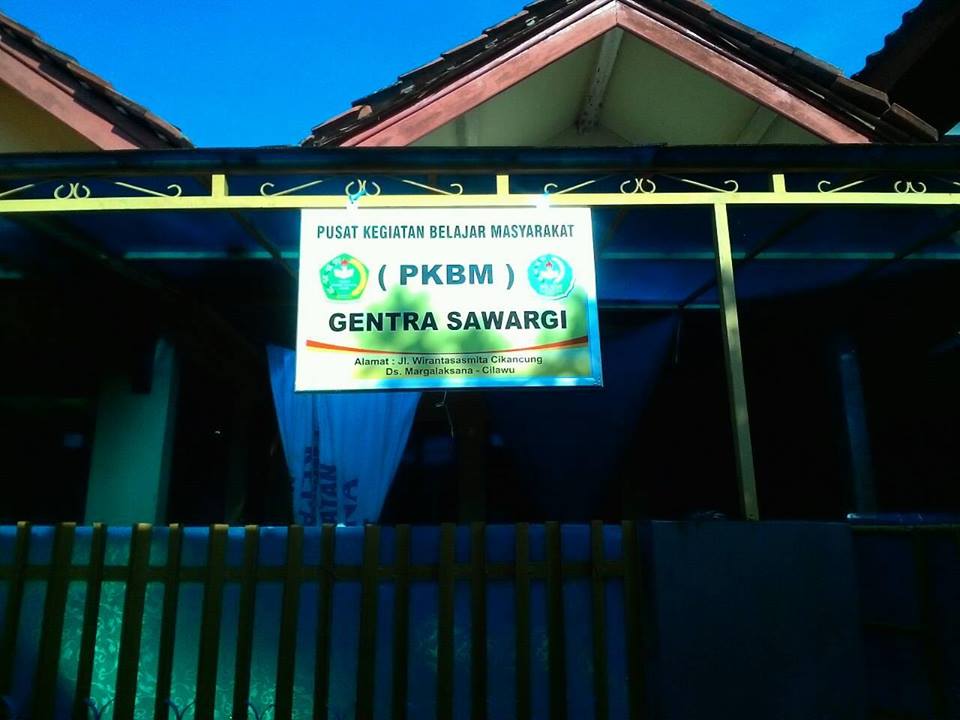 PUSAT KEGIATAN BELAJAR MASYARAKAT
( PKBM )
GENTRA SAWARGI
Alamat : Jl. Wirantasasmita Cikancung
Ds. Margalaksana - Cilawu